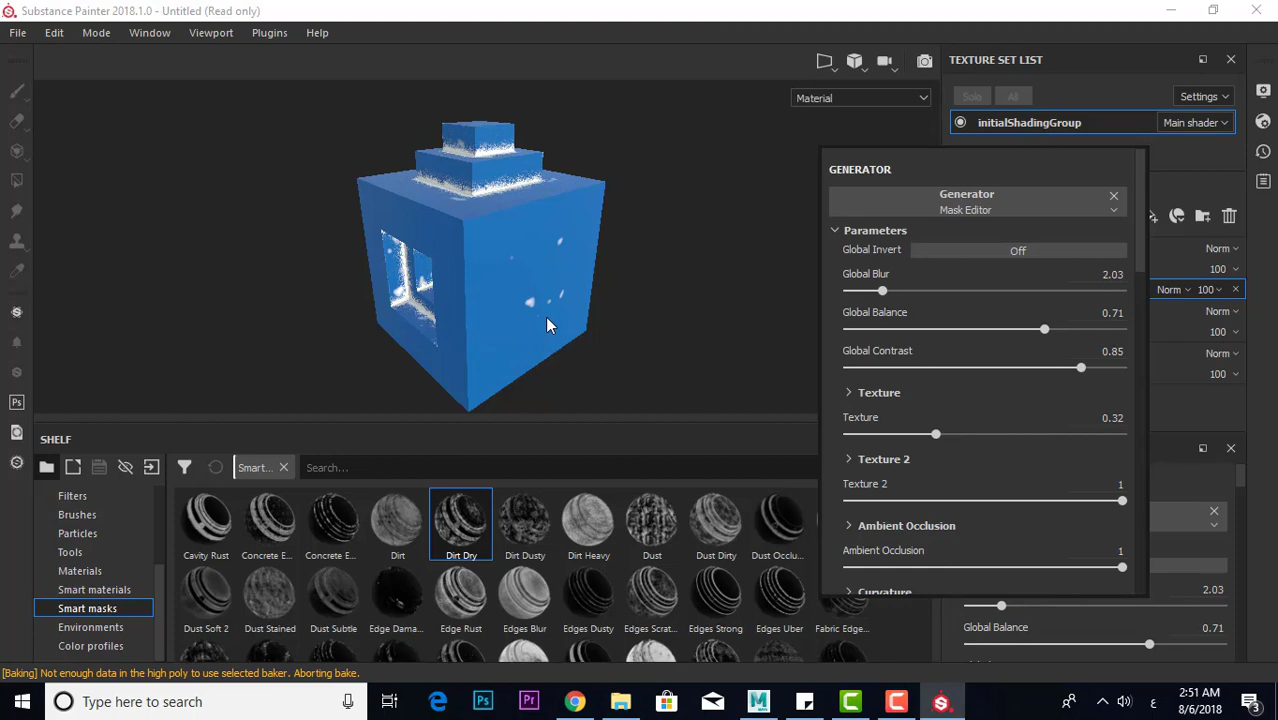 Substance Painter 2018.1.0 - Untitled (Read only)
File Edit Mode Window Viewport Plugins Help
Material
TEXTURE SET LIST
Solo All Settings
initialShadingGroup Main shader
GENERATOR
Generator
Mask Editor
Parameters
Global Invert Off
Global Blur 2.03
Global Balance 0.71
Global Contrast 0.85
Texture
Texture 0.32
Texture 2
Texture 2 1
Ambient Occlusion
Ambient Occlusion 1
Curvature
Norm
100
Norm 100
Norm
100
Norm
100
2.03
Global Balance 0.71
SHELF
Smart... Search...
Filters
Brushes
Particles
Tools
Materials
Smart materials
Smart masks
Environments
Color profiles
Cavity Rust Concrete E... Concrete E... Dirt Dirt Dry Dirt Dusty Dirt Heavy Dust Dust Dirty Dust Occlu...
Dust Soft 2 Dust Stained Dust Subtle Edge Dama... Edge Rust Edges Blur Edges Dusty Edges Scrat... Edges Strong Edges Uber Fabric Edge...
[Baking] Not enough data in the high poly to use selected baker. Aborting bake.
Ps
Type here to search
Ps Pr
ع
2:51 AM
8/6/2018
3